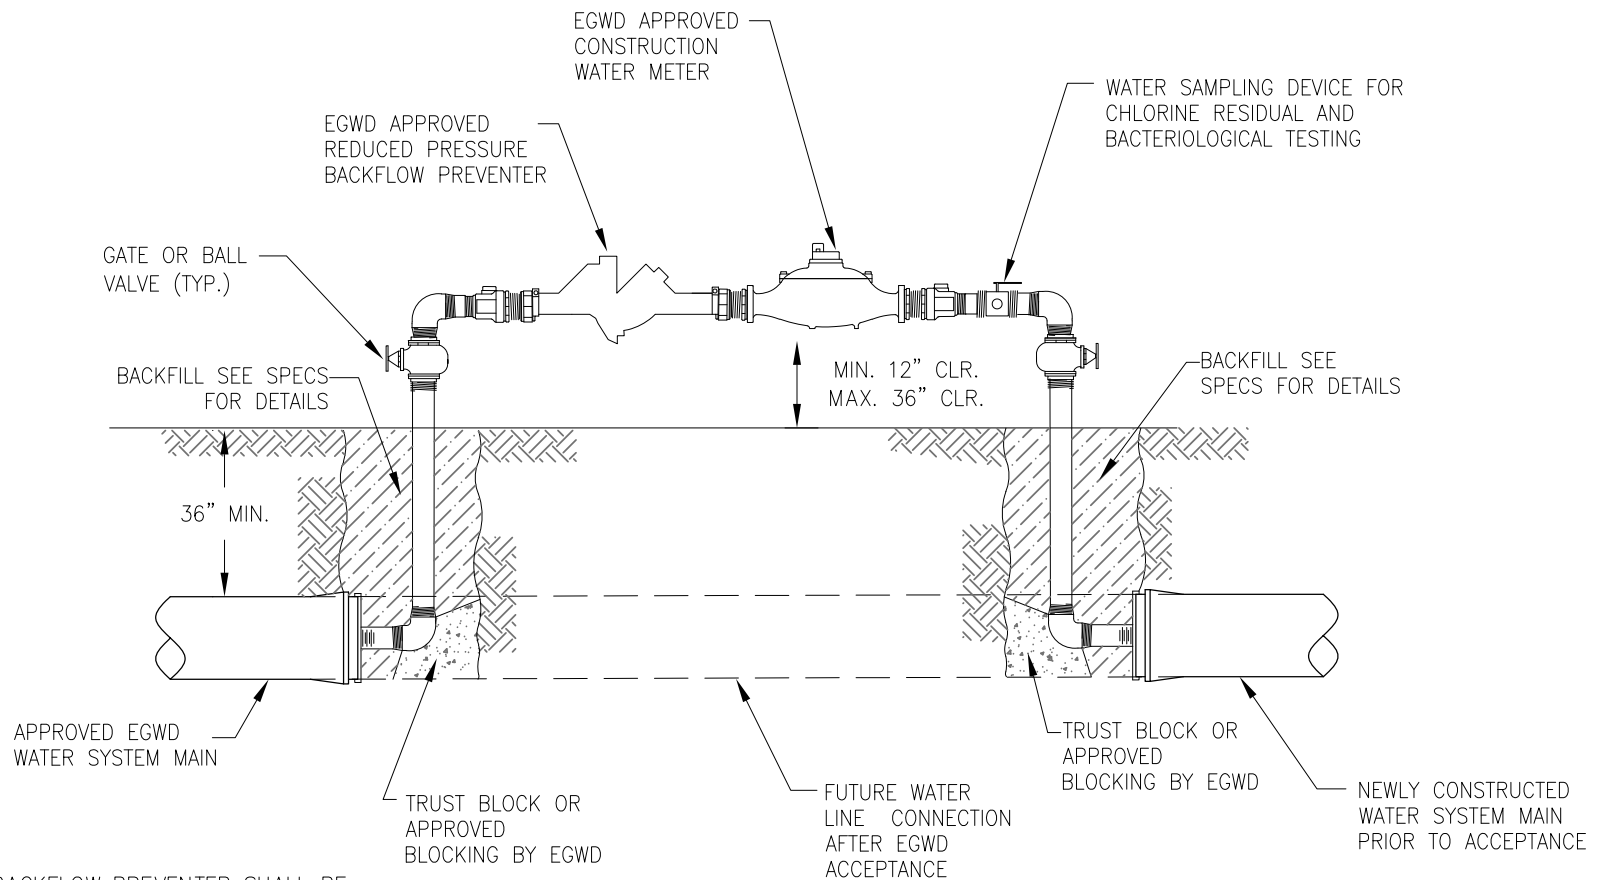 EGWD APPROVED
CONSTRUCTION
WATER METER
WATER SAMPLING DEVICE FOR
CHLORINE RESIDUAL AND
BACTERIOLOGICAL TESTING
EGWD APPROVED
REDUCED PRESSURE
BACKFLOW PREVENTER
GATE OR BALL
VALVE (TYP.)
BACKFILL SEE SPECS
FOR DETAILS
MIN. 12" CLR.
MAX. 36" CLR.
BACKFILL SEE
SPECS FOR DETAILS
36" MIN.
APPROVED EGWD
WATER SYSTEM MAIN
TRUST BLOCK OR
APPROVED
BLOCKING BY EGWD
FUTURE WATER
LINE CONNECTION
AFTER EGWD
ACCEPTANCE
TRUST BLOCK OR
APPROVED
BLOCKING BY EGWD
NEWLY CONSTRUCTED
WATER SYSTEM MAIN
PRIOR TO ACCEPTANCE
BACKFLOW PREVENTER SHALL BE